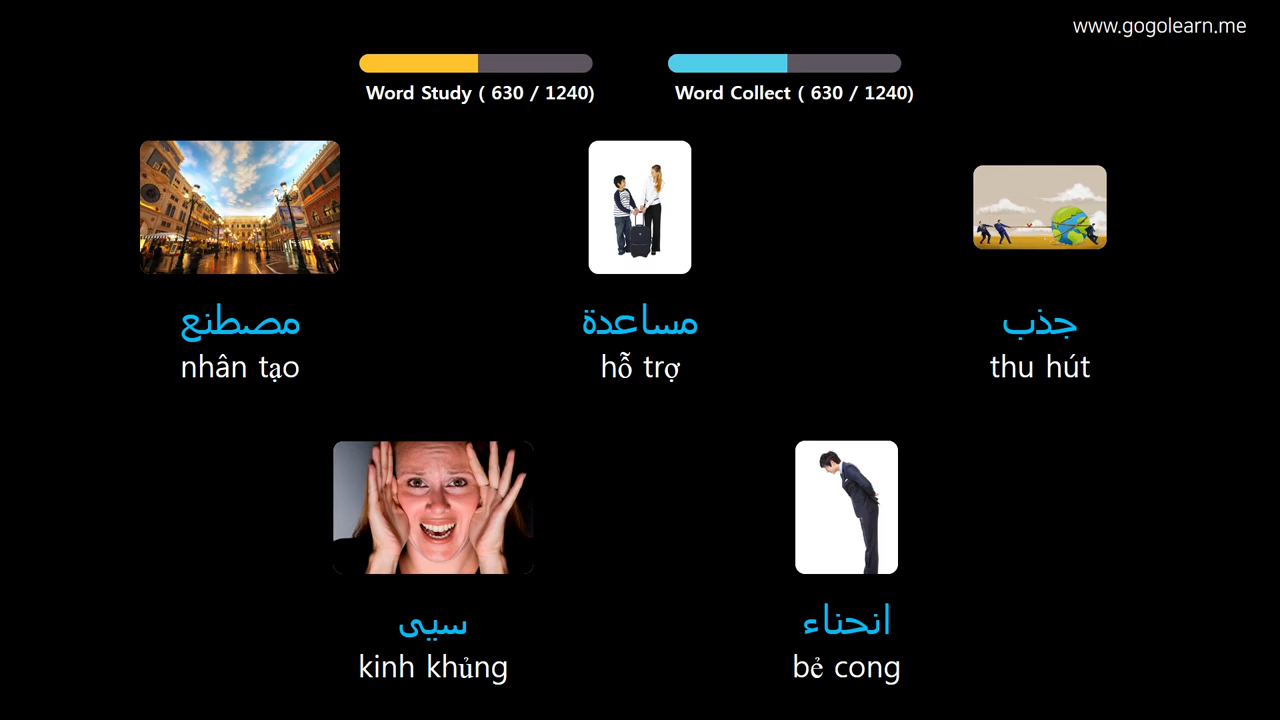 www.gogolearn.me
Word Study ( 630 / 1240)
Word Collect ( 630 / 1240)
مصطنع
nhân tạo
مساعدة
hỗ trợ
جذب
thu hút
سيى
kinh khủng
انحناء
bẻ cong